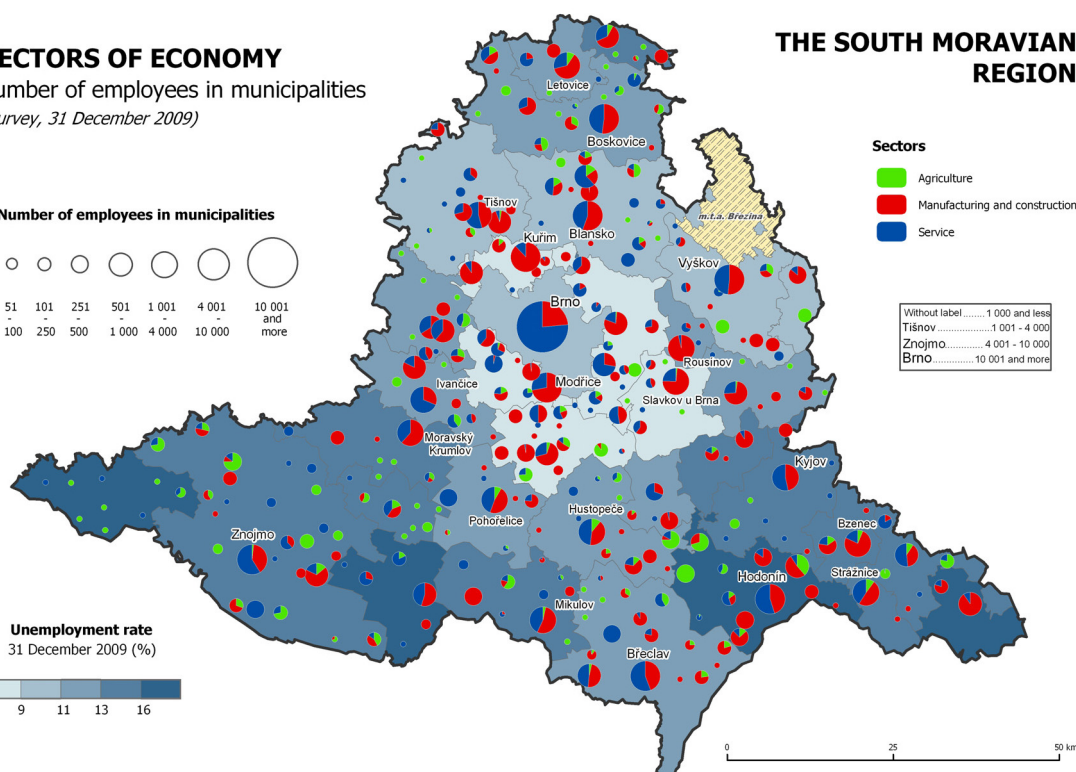 ECTORS OF ECONOMY
umber of employees in municipalities
urvey, 31 December 2009)
THE SOUTH MORAVIAN
REGION
Sectors
Agriculture
Manufacturing and construction
Service
Number of employees in municipalities
51 - 100
101 - 250
251 - 500
501 - 1 000
1 001 - 4 000
4 001 - 10 000
10 001 and more
Without label.......1 000 and less
Tišnov......................1 001 - 4 000
Znojmo..............4 001 - 10 000
Brno..............10 001 and more
Letovice
Boskovice
m.t.a. Březina
Tišnov
Blansko
Kuřim
Vyškov
Brno
Rousínov
Ivančice
Modřice
Slavkov u Brna
Moravský
Krumlov
Kyjov
Pohořelice
Hustopeče
Bzenec
Znojmo
Hodonín
Strážnice
Mikulov
Břeclav
Unemployment rate
31 December 2009 (%)
9 11 13 16
0 25 50 km